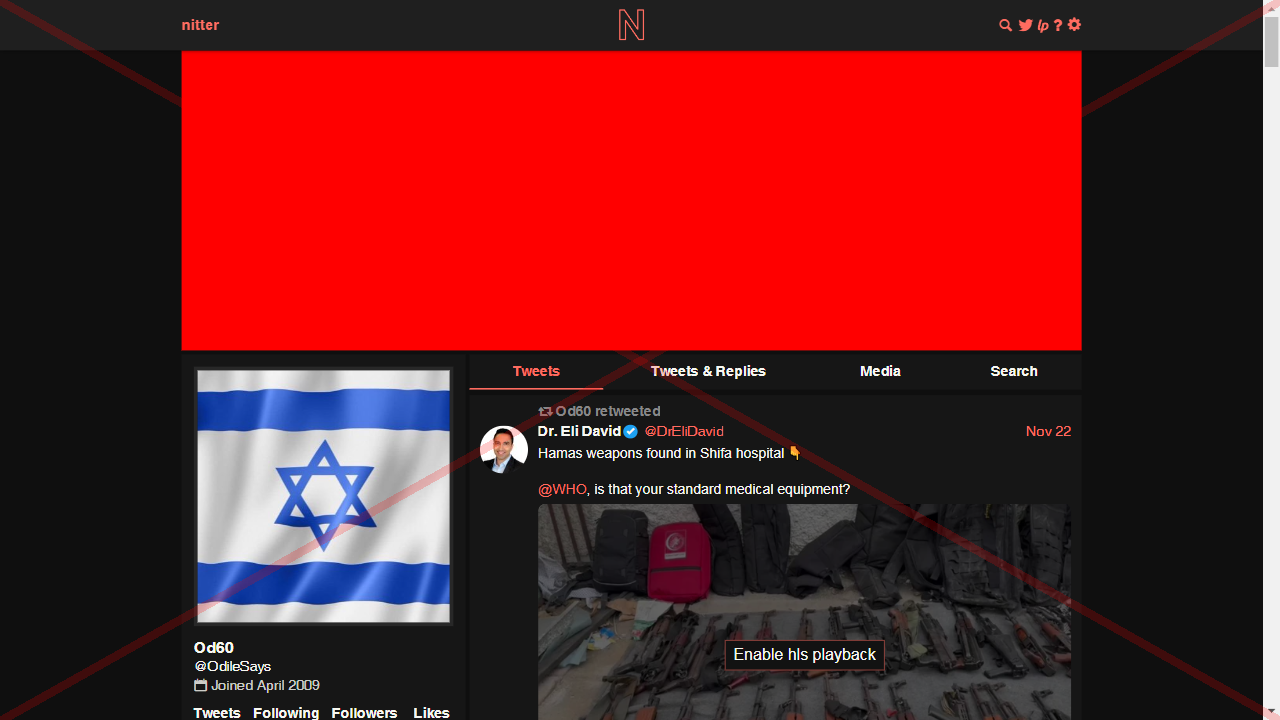 nitter
N
lp ?
Tweets
Tweets & Replies
Media
Search
Od60 retweeted
Dr. Eli David @DrEliDavid Nov 22
Hamas weapons found in Shifa hospital
@WHO, is that your standard medical equipment?
Enable hls playback
Od60
@OdileSays
Joined April 2009
Tweets Following Followers Likes